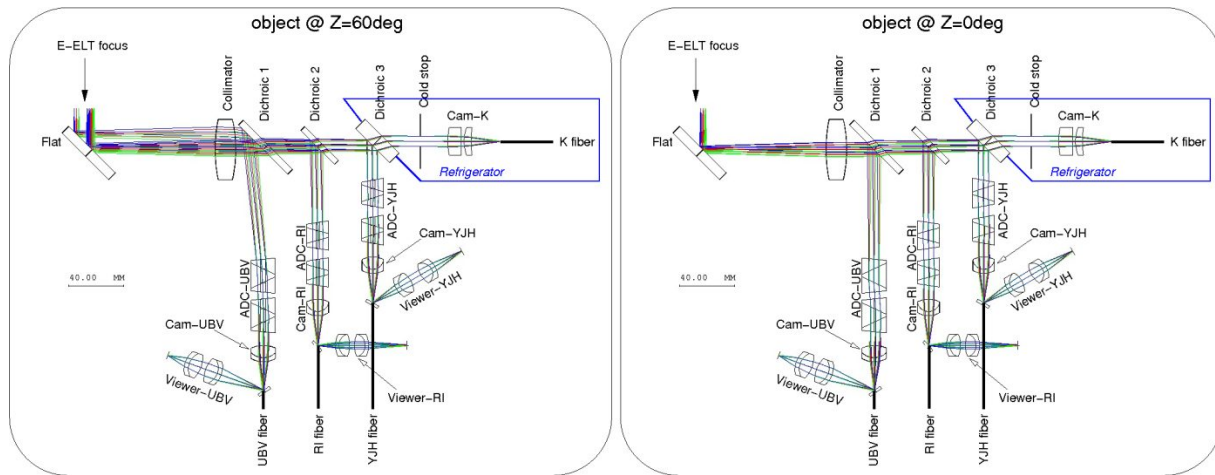 object @ Z=60deg
E-ELT focus
Collimator
Dichroic 1
Dichroic 2
Dichroic 3
Cold stop
Cam-K
Flat
K fiber
Refrigerator
ADC-YJH
ADC-RI
Cam-YJH
40.00 MM
ADC-UBV
Cam-RI
Viewer-YJH
Cam-UBV
Viewer-UBV
Viewer-RI
UBV fiber
RI fiber
YJH fiber
object @ Z=0deg
E-ELT focus
Collimator
Dichroic 1
Dichroic 2
Dichroic 3
Cold stop
Cam-K
Flat
K fiber
Refrigerator
ADC-YJH
ADC-RI
Cam-YJH
40.00 MM
ADC-UBV
Cam-RI
Viewer-YJH
Cam-UBV
Viewer-UBV
Viewer-RI
UBV fiber
RI fiber
YJH fiber